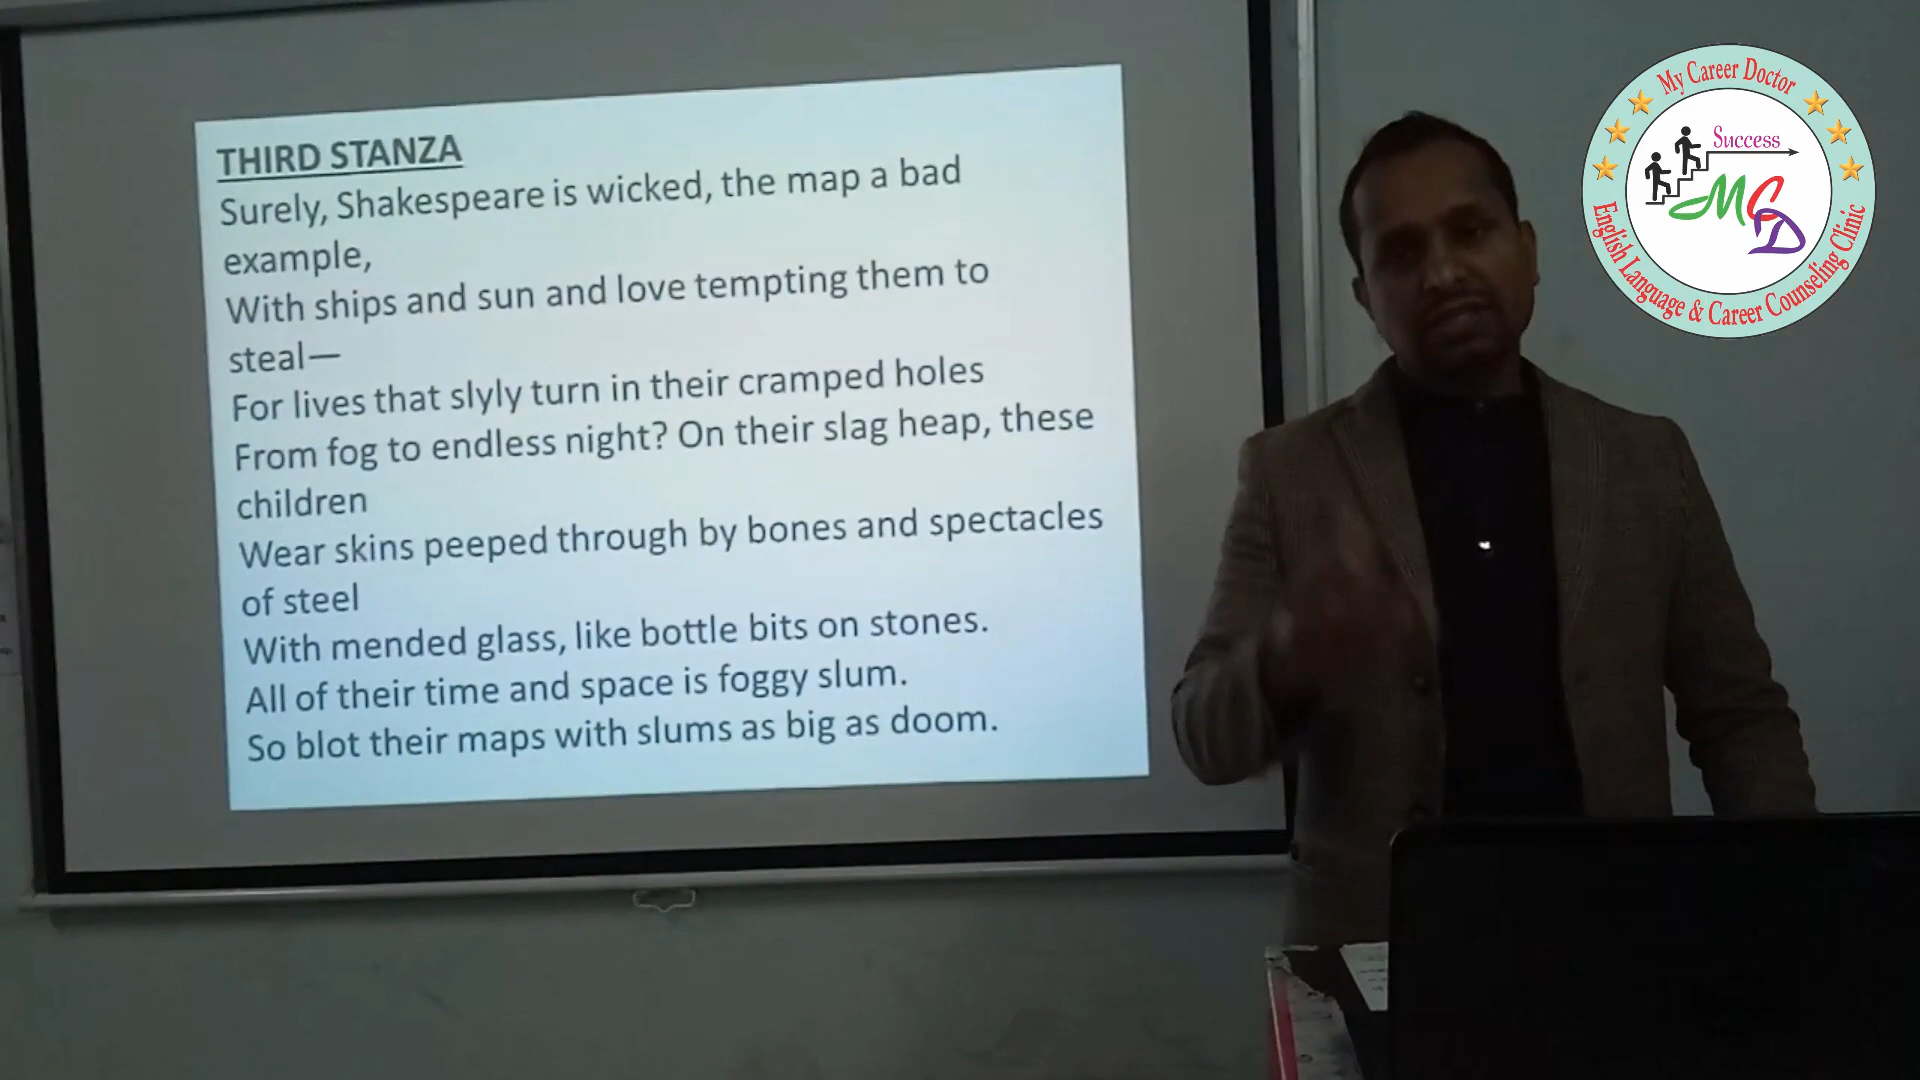 THIRD STANZA
Surely, Shakespeare is wicked, the map a bad
example,
With ships and sun and love tempting them to
steal—
For lives that slyly turn in their cramped holes
From fog to endless night? On their slag heap, these
children
Wear skins peeped through by bones and spectacles
of steel
With mended glass, like bottle bits on stones.
All of their time and space is foggy slum.
So blot their maps with slums as big as doom.
My Career Doctor
Success
MCD
English Language & Career Counseling Clinic